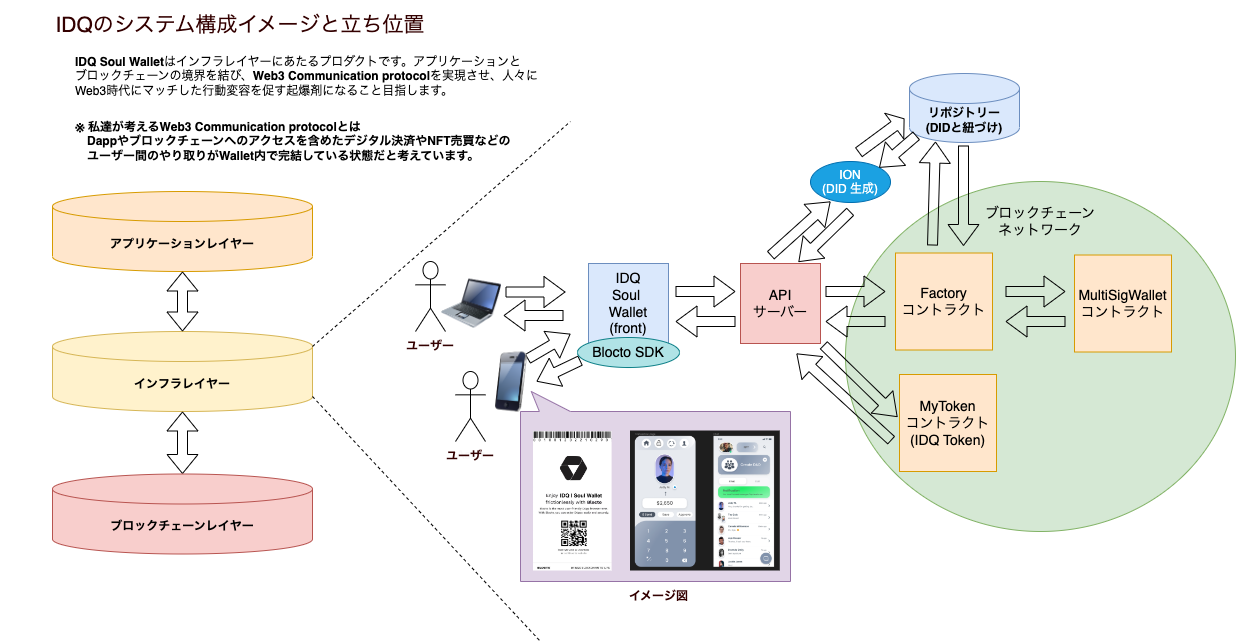 IDQのシステム構成イメージと立ち位置
IDQ Soul Walletはインフラレイヤーにあたるプロダクトです。アプリケーションと
ブロックチェーンの境界を結び、Web3 Communication protocolを実現させ、人々に
Web3時代にマッチした行動変容を促す起爆剤になること目指します。
※ 私達が考えるWeb3 Communication protocolとは
Dappやブロックチェーンへのアクセスを含めたデジタル決済やNFT売買などの
ユーザー間のやり取りがWallet内で完結している状態だと考えています。
アプリケーションレイヤー
インフラレイヤー
ブロックチェーンレイヤー
ユーザー
ユーザー
IDQ
Soul
Wallet
(front)
Blocto SDK
API
サーバー
ION
(DID 生成)
リポジトリー
(DIDと紐づけ)
ブロックチェーン
ネットワーク
Factory
コントラクト
MultiSigWallet
コントラクト
MyToken
コントラクト
(IDQ Token)
Enjoy IDQ l Soul Wallet
frictionlessly with Blocto
$2,650
1 2 3
4 5 6
7 8 9
0
Create DAO
イメージ図